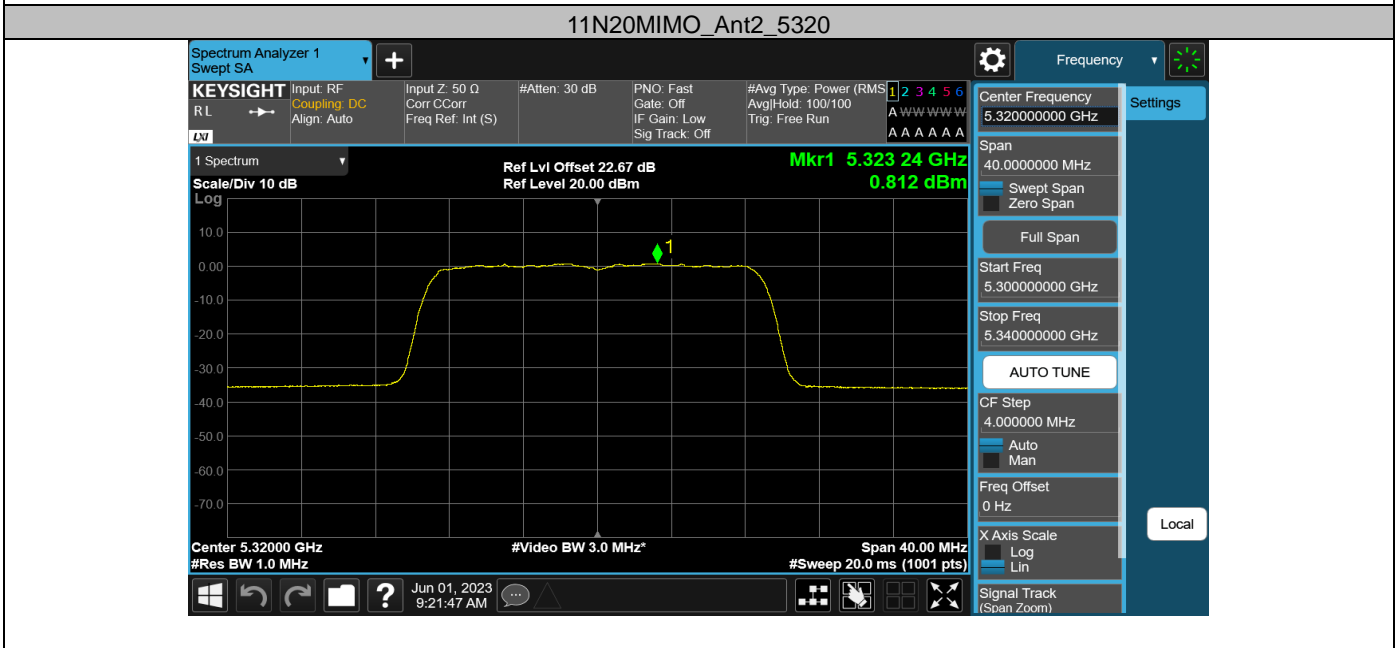 11N20MIMO_Ant2_5320
Spectrum Analyzer 1
Swept SA
Frequency
KEYSIGHT
R L
LXI
Input: RF
Coupling: DC
Align: Auto
Input Z: 50 Ω
Corr CCorr
Freq Ref: Int (S)
#Atten: 30 dB
PNO: Fast
Gate: Off
IF Gain: Low
Sig Track: Off
#Avg Type: Power (RMS
Avg|Hold: 100/100
Trig: Free Run
1 2 3 4 5 6
A W W W W W
A A A A A A
1 Spectrum
Scale/Div 10 dB
Ref Lvl Offset 22.67 dB
Ref Level 20.00 dBm
Mkr1 5.323 24 GHz
0.812 dBm
Log
10.0
0.00
-10.0
-20.0
-30.0
-40.0
-50.0
-60.0
-70.0
1
Center 5.32000 GHz
#Res BW 1.0 MHz
#Video BW 3.0 MHz*
Span 40.00 MHz
#Sweep 20.0 ms (1001 pts)
Jun 01, 2023
9:21:47 AM
Center Frequency
5.320000000 GHz
Span
40.0000000 MHz
Swept Span
Zero Span
Full Span
Start Freq
5.300000000 GHz
Stop Freq
5.340000000 GHz
AUTO TUNE
CF Step
4.000000 MHz
Auto
Man
Freq Offset
0 Hz
X Axis Scale
Log
Lin
Signal Track
(Span Zoom)
Settings
Local